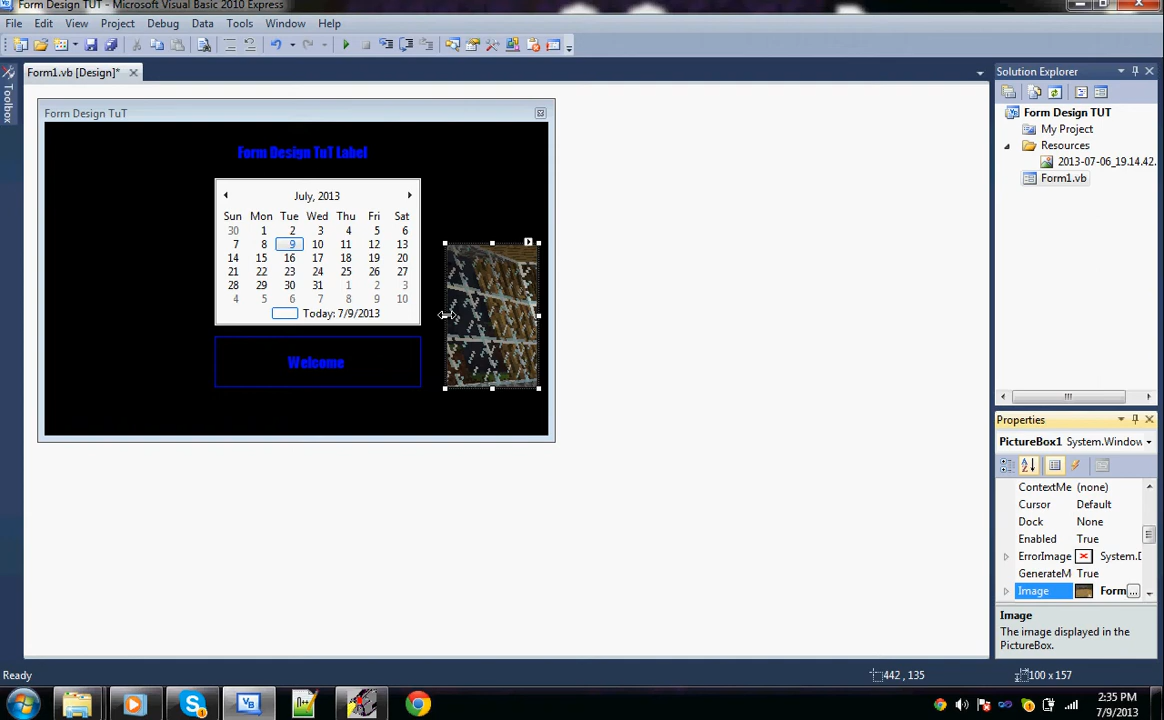 Form Design TUT - Microsoft Visual Basic 2010 Express
File Edit View Project Debug Data Tools Window Help
Form1.vb [Design]*
Toolbox
Form Design TuT
Form Design TuT Label
July, 2013
Sun Mon Tue Wed Thu Fri Sat
30 1 2 3 4 5 6
7 8 9 10 11 12 13
14 15 16 17 18 19 20
21 22 23 24 25 26 27
28 29 30 31 1 2 3
4 5 6 7 8 9 10
Today: 7/9/2013
Welcome
Solution Explorer
Form Design TUT
My Project
Resources
2013-07-06_19.14.42.
Form1.vb
Properties
PictureBox1 System.Window
ContextMe (none)
Cursor Default
Dock None
Enabled True
ErrorImage System.D
GenerateM True
Image Form ...
Image
The image displayed in the
PictureBox.
Ready
442 , 135
100 x 157
2:35 PM
7/9/2013